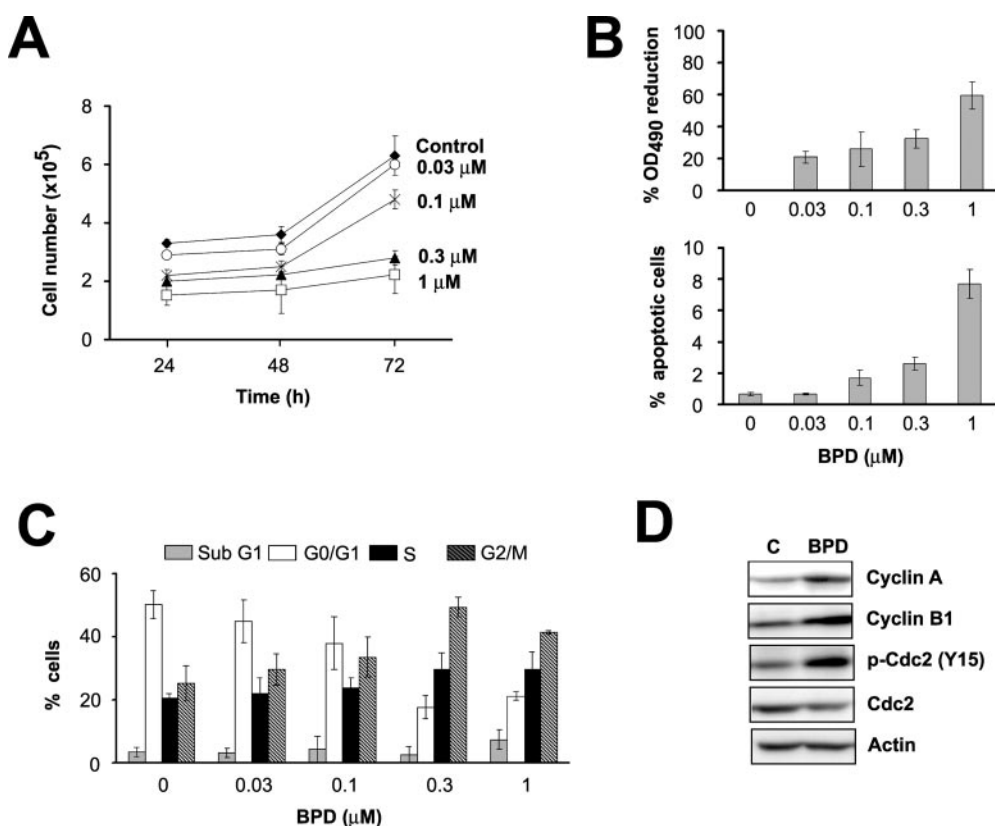 A
Cell number (x10⁵)
8
6
4
2
0
24 48 72
Time (h)
Control
0.03 μM
0.1 μM
0.3 μM
1 μM
B
% OD490 reduction
100
80
60
40
20
0
0 0.03 0.1 0.3 1
% apoptotic cells
10
8
6
4
2
0
0 0.03 0.1 0.3 1
BPD (μM)
C
Sub G1 G0/G1 S G2/M
% cells
60
40
20
0
0 0.03 0.1 0.3 1
BPD (μM)
D
C BPD
Cyclin A
Cyclin B1
p-Cdc2 (Y15)
Cdc2
Actin